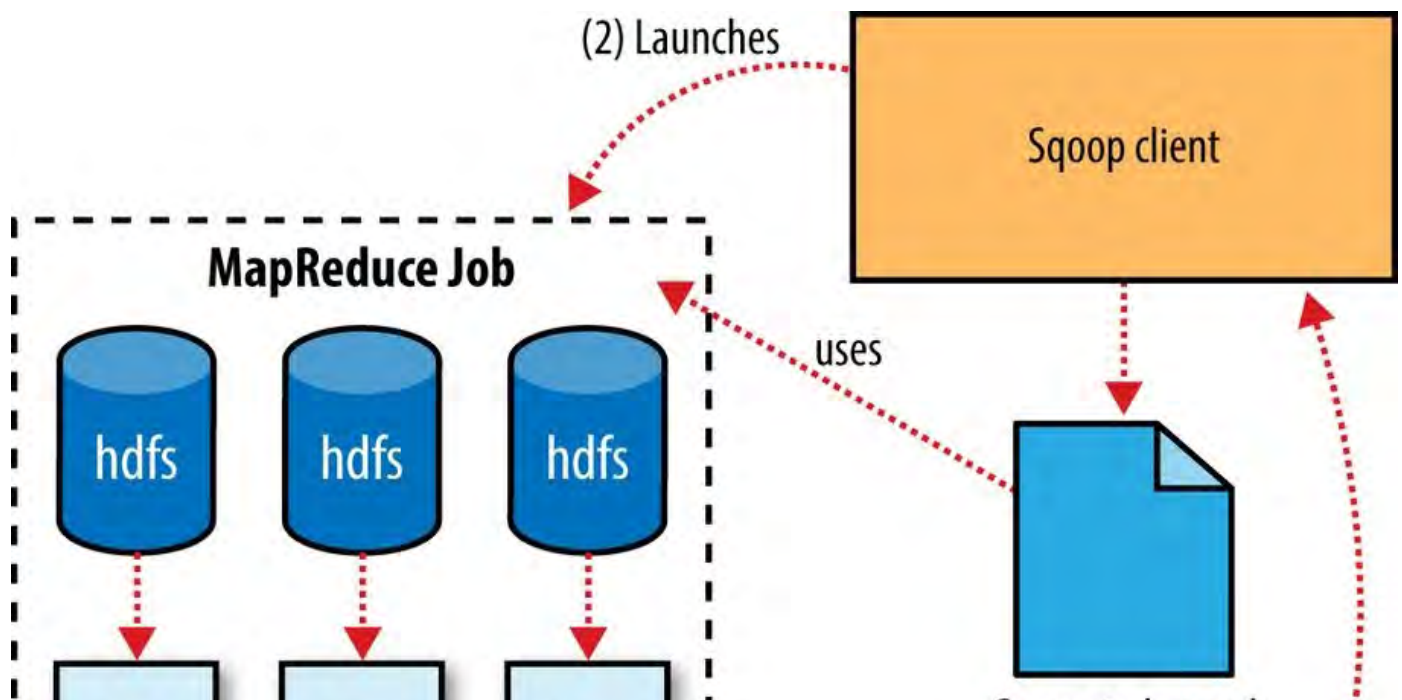 (2) Launches
Sqoop client
MapReduce Job
uses
hdfs
hdfs
hdfs